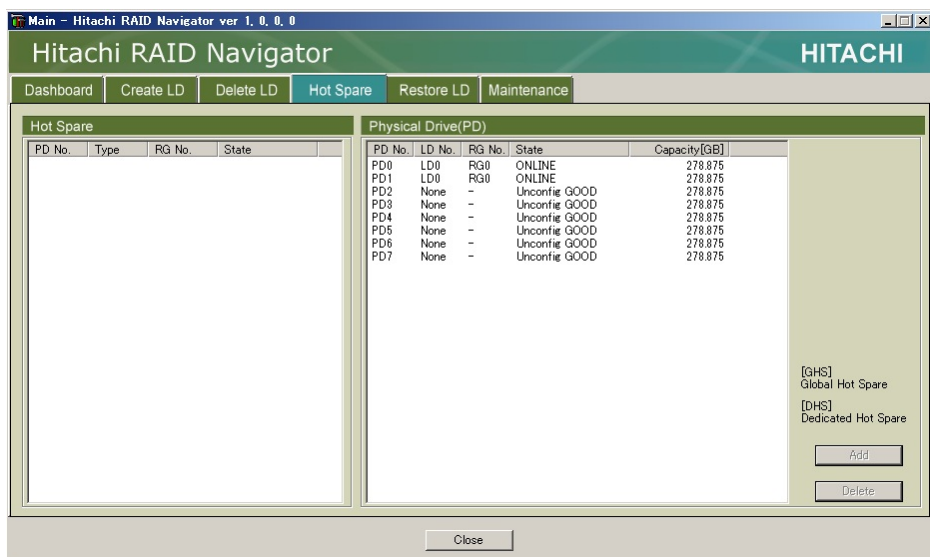 Main - Hitachi RAID Navigator ver 1, 0, 0, 0
Hitachi RAID Navigator
HITACHI
Dashboard Create LD Delete LD Hot Spare Restore LD Maintenance
Hot Spare
PD No. Type RG No. State
Physical Drive(PD)
PD No. LD No. RG No. State Capacity[GB]
PD0 LD0 RG0 ONLINE 278.875
PD1 LD0 RG0 ONLINE 278.875
PD2 None - Unconfig GOOD 278.875
PD3 None - Unconfig GOOD 278.875
PD4 None - Unconfig GOOD 278.875
PD5 None - Unconfig GOOD 278.875
PD6 None - Unconfig GOOD 278.875
PD7 None - Unconfig GOOD 278.875
[GHS]
Global Hot Spare
[DHS]
Dedicated Hot Spare
Add
Delete
Close